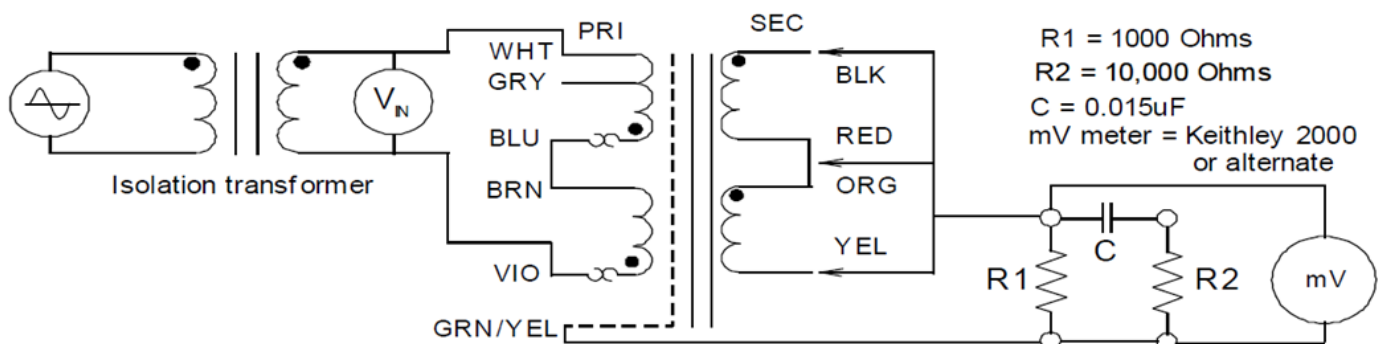 PRI
SEC
WHT
GRY
BLU
BRN
VIO
GRN/YEL
V_IN
Isolation transformer
BLK
RED
ORG
YEL
R1 = 1000 Ohms
R2 = 10,000 Ohms
C = 0.015uF
mV meter = Keithley 2000
or alternate
C
R1
R2
mV